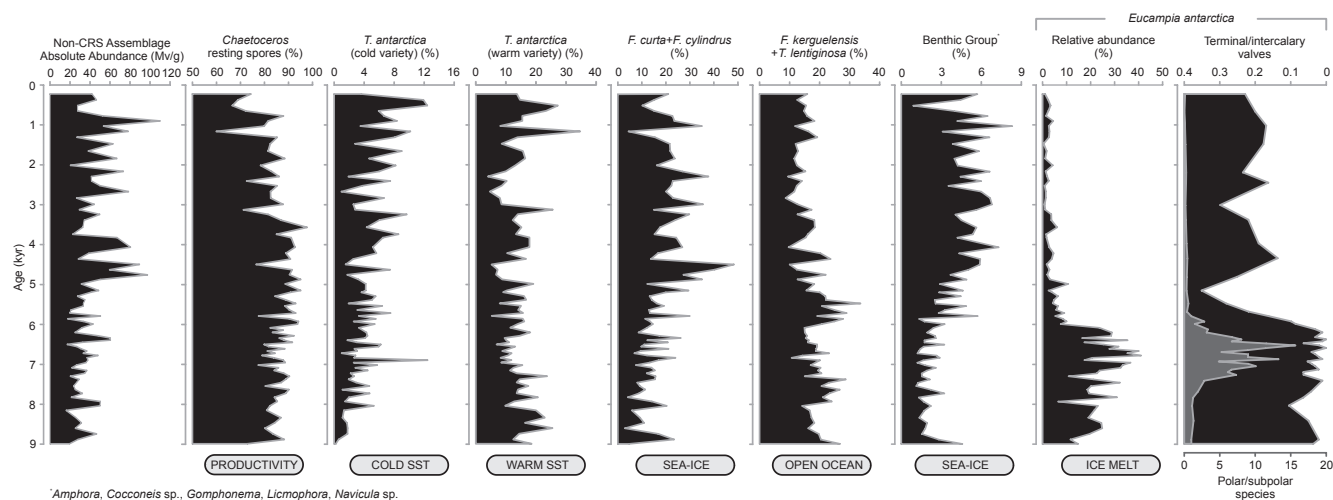 Eucampia antarctica
Non-CRS Assemblage
Absolute Abundance (Mv/g)
Chaetoceros
resting spores (%)
T. antarctica
(cold variety) (%)
T. antarctica
(warm variety) (%)
F. curta+F. cylindrus
(%)
F. kerguelensis
+T. lentiginosa (%)
Benthic Group*
(%)
Relative abundance
(%)
Terminal/intercalary
valves
0 20 40 60 80 100 120
50 60 70 80 90 100
0 4 8 12 16
0 10 20 30 40
0 10 20 30 40 50
0 10 20 30 40
0 3 6 9
0 10 20 30 40 50
0.4 0.3 0.2 0.1 0
Age (kyr)
0
1
2
3
4
5
6
7
8
9
PRODUCTIVITY
COLD SST
WARM SST
SEA-ICE
OPEN OCEAN
SEA-ICE
ICE MELT
0 5 10 15 20
Polar/subpolar
species
*Amphora, Cocconeis sp., Gomphonema, Licmophora, Navicula sp.